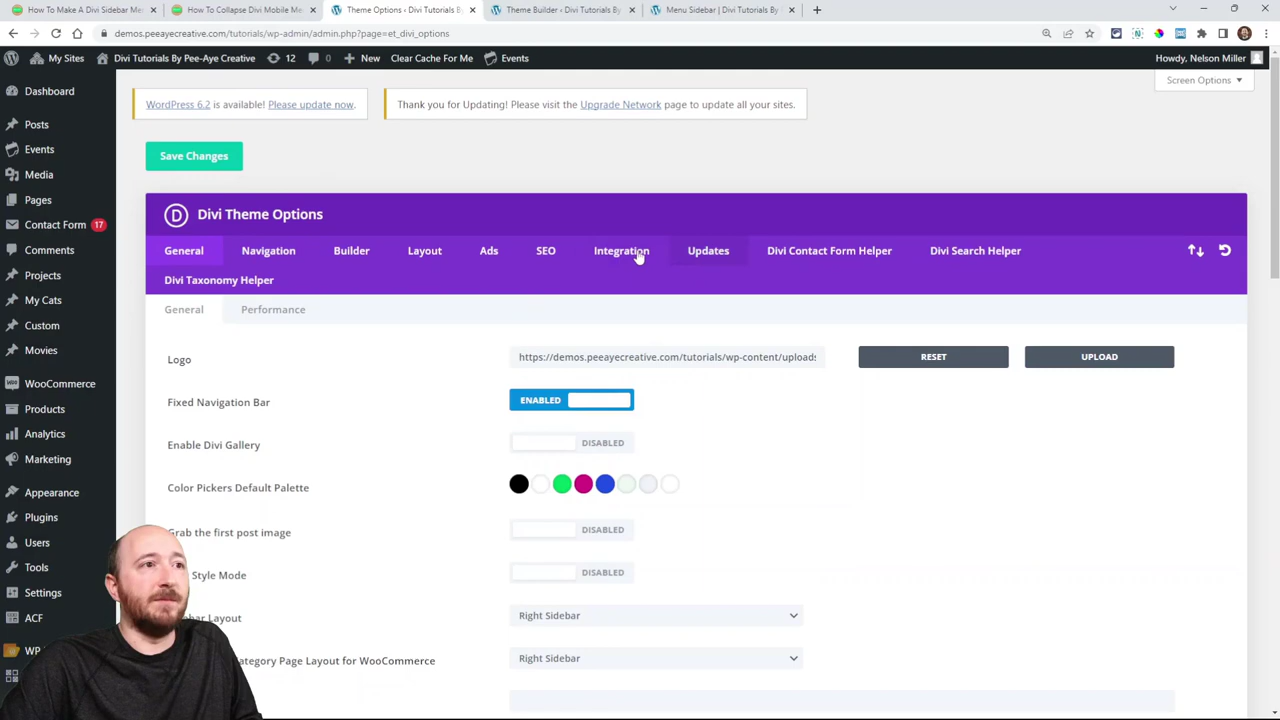 How To Make A Divi Sidebar Me
How To Collapse Divi Mobile Me
Theme Options ‹ Divi Tutorials B
Theme Builder ‹ Divi Tutorials By
Menu Sidebar | Divi Tutorials By
demos.peeayecreative.com/tutorials/wp-admin/admin.php?page=et_divi_options
My Sites
Divi Tutorials By Pee-Aye Creative
12
0
New
Clear Cache For Me
Events
Howdy, Nelson Miller
Screen Options
WordPress 6.2 is available! Please update now.
Thank you for Updating! Please visit the Upgrade Network page to update all your sites.
Save Changes
Dashboard
Posts
Events
Media
Pages
Contact Form 17
Comments
Projects
My Cats
Custom
Movies
WooCommerce
Products
Analytics
Marketing
Appearance
Plugins
Users
Tools
Settings
ACF
WP
D Divi Theme Options
General
Navigation
Builder
Layout
Ads
SEO
Integration
Updates
Divi Contact Form Helper
Divi Search Helper
Divi Taxonomy Helper
General
Performance
Logo
https://demos.peeayecreative.com/tutorials/wp-content/uploads
RESET
UPLOAD
Fixed Navigation Bar
ENABLED
Enable Divi Gallery
DISABLED
Color Pickers Default Palette
Grab the first post image
DISABLED
Style Mode
DISABLED
Layout
Right Sidebar
ategory Page Layout for WooCommerce
Right Sidebar